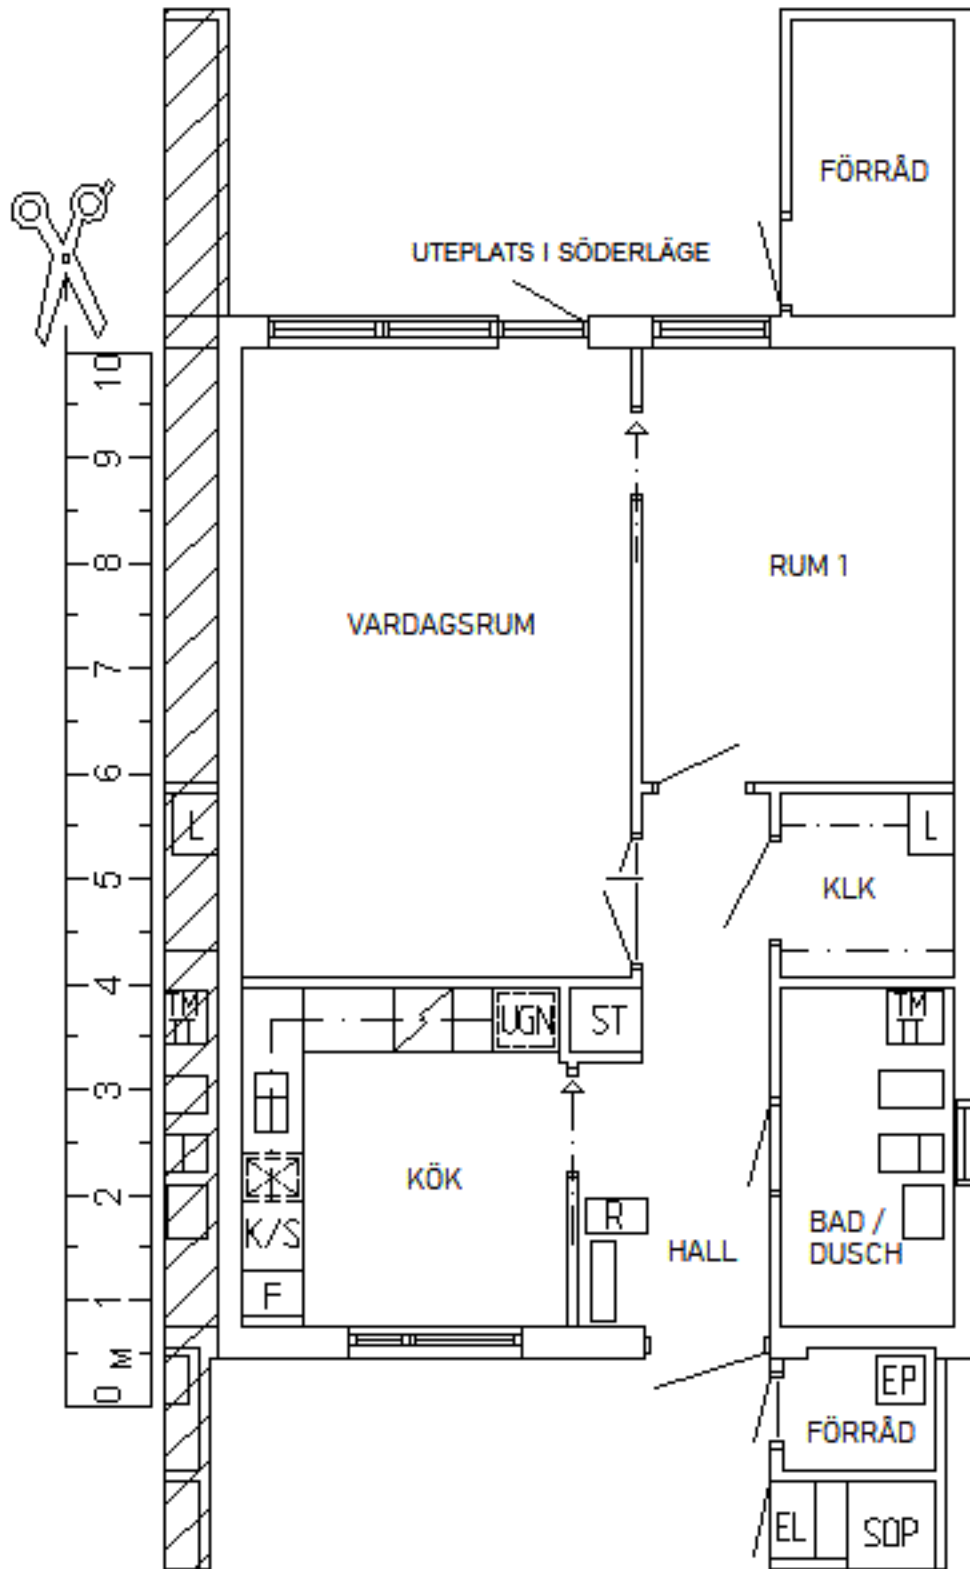 FÖRRÅD
UTEPLATS I SÖDERLÄGE
10
9
8
7
6
5
4
3
2
1
M
0
RUM 1
VARDAGSRUM
L
L
KLK
TM
TT
UGN
ST
TM
TT
KÖK
K/S
F
R
HALL
BAD /
DUSCH
EP
FÖRRÅD
EL
SOP